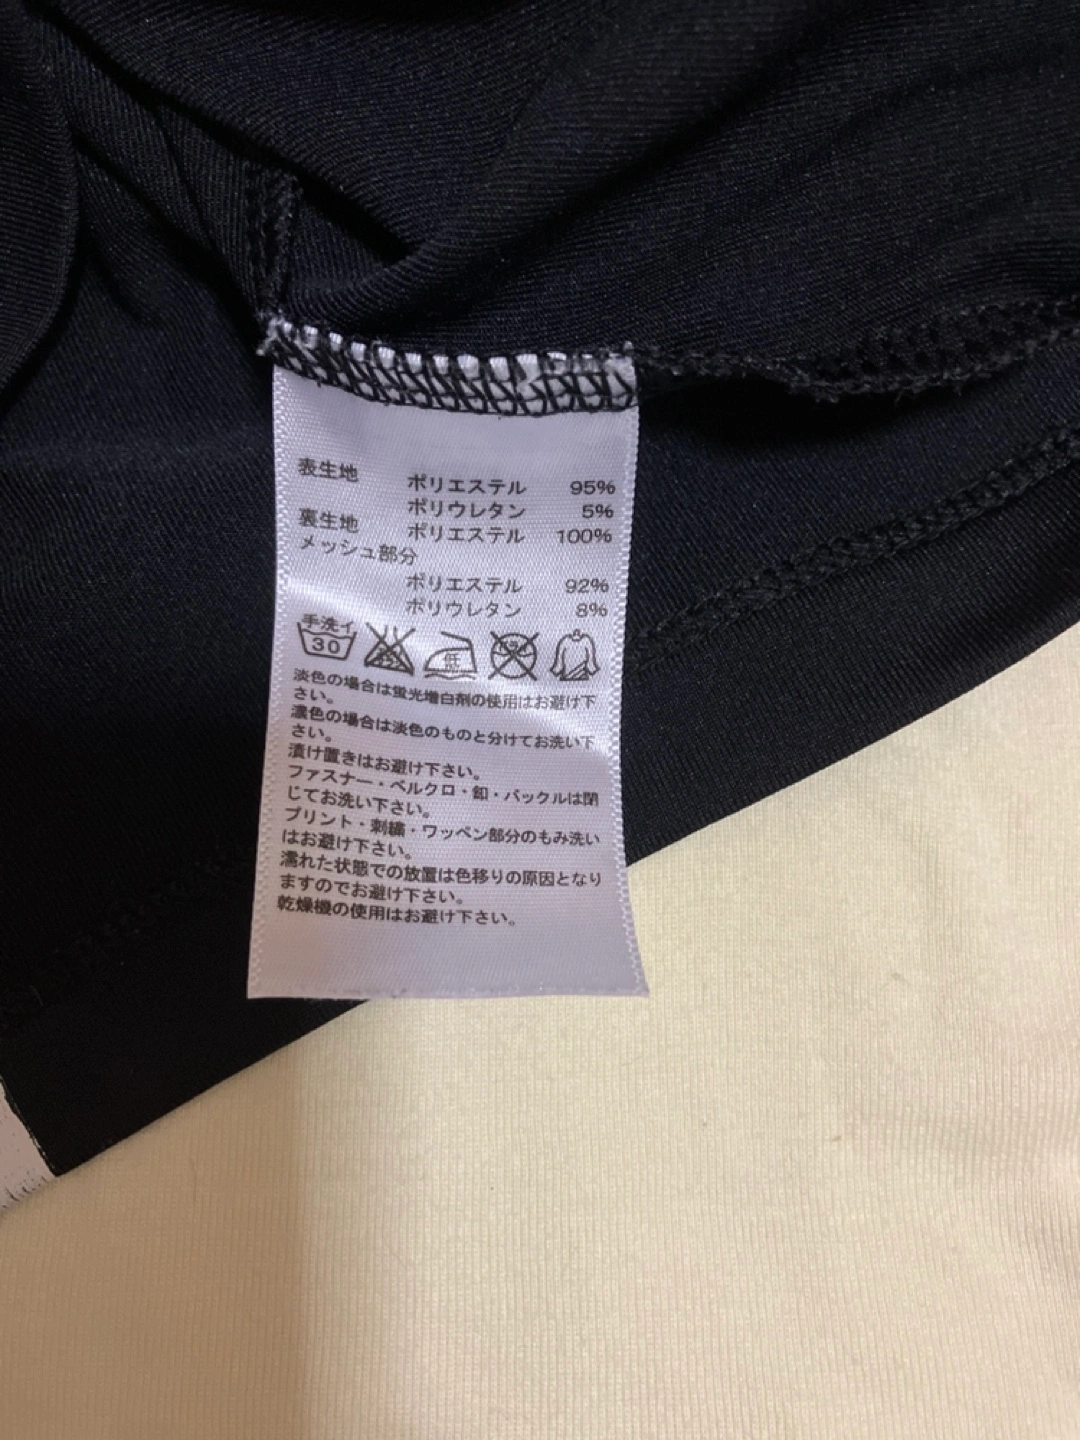 表生地 ポリエステル 95%
ポリウレタン 5%
裏生地 ポリエステル 100%
メッシュ部分
ポリエステル 92%
ポリウレタン 8%
手洗イ
30
低
淡色の場合は蛍光増白剤の使用はお避け下
さい。
濃色の場合は淡色のものと分けてお洗い下
さい。
漬け置きはお避け下さい。
ファスナー・ベルクロ・釦・バックルは閉
じてお洗い下さい。
プリント・刺繍・ワッペン部分のもみ洗い
はお避け下さい。
濡れた状態での放置は色移りの原因となり
ますのでお避け下さい。
乾燥機の使用はお避け下さい。